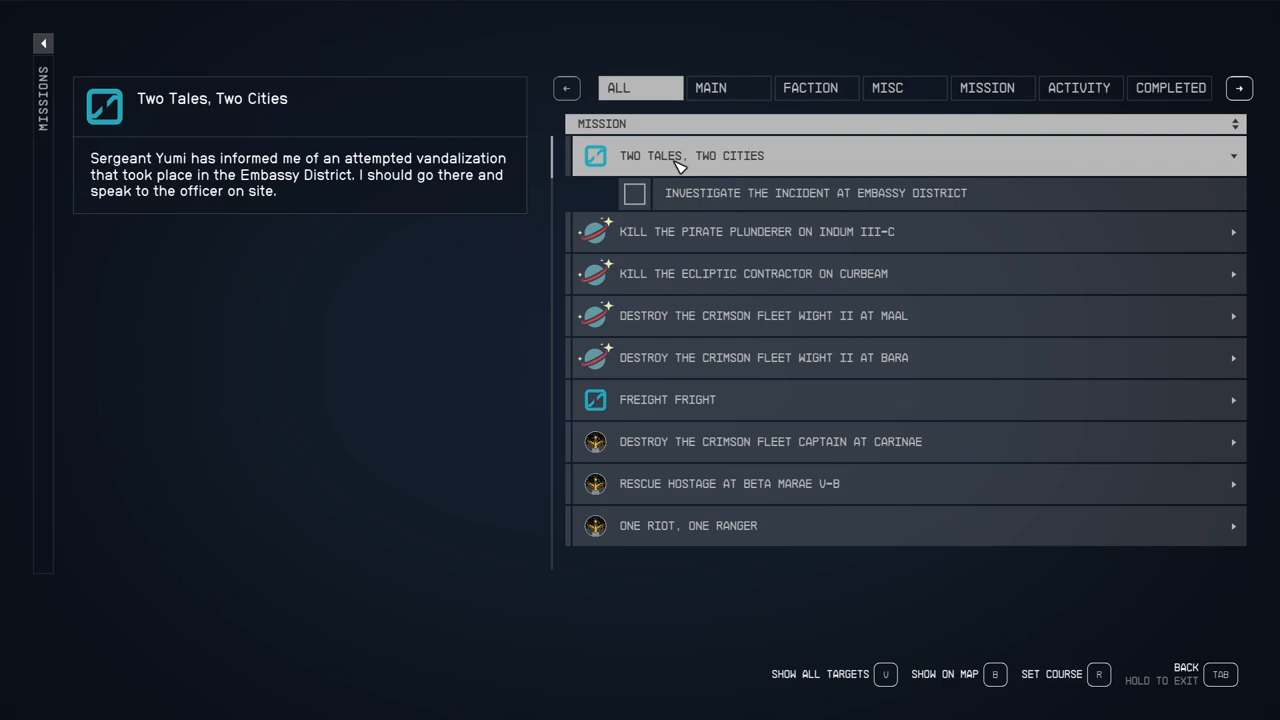 MISSIONS
Two Tales, Two Cities
Sergeant Yumi has informed me of an attempted vandalization
that took place in the Embassy District. I should go there and
speak to the officer on site.
ALL MAIN FACTION MISC MISSION ACTIVITY COMPLETED
MISSION
TWO TALES, TWO CITIES
INVESTIGATE THE INCIDENT AT EMBASSY DISTRICT
KILL THE PIRATE PLUNDERER ON INDUM III-C
KILL THE ECLIPTIC CONTRACTOR ON CURBEAM
DESTROY THE CRIMSON FLEET WIGHT II AT MAAL
DESTROY THE CRIMSON FLEET WIGHT II AT BARA
FREIGHT FRIGHT
DESTROY THE CRIMSON FLEET CAPTAIN AT CARINAE
RESCUE HOSTAGE AT BETA MARAE V-B
ONE RIOT, ONE RANGER
SHOW ALL TARGETS V SHOW ON MAP B SET COURSE R BACK TAB
HOLD TO EXIT